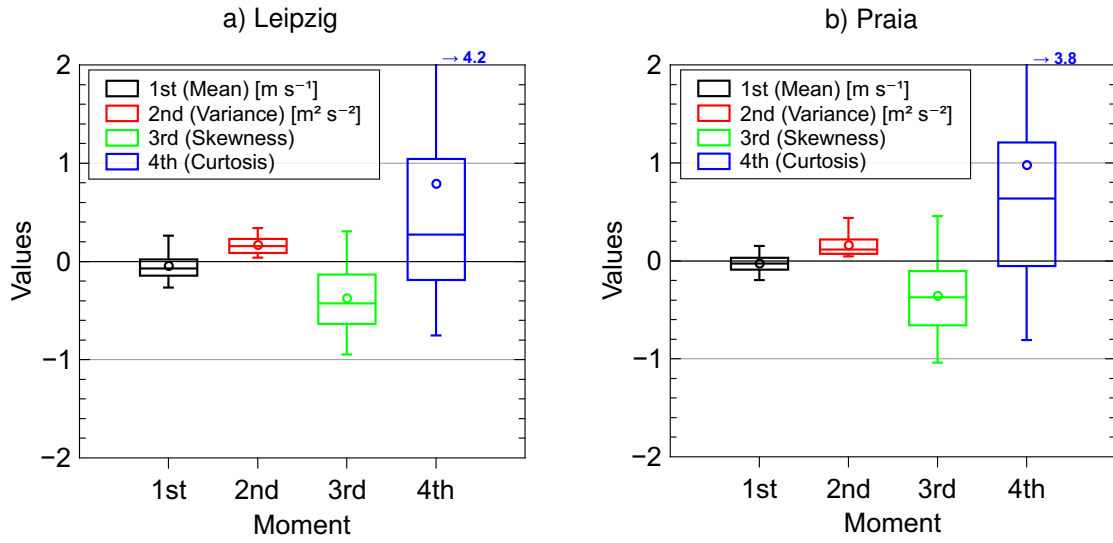 a) Leipzig
→ 4.2
2
1
0
−1
−2
Values
1st (Mean) [m s⁻¹]
2nd (Variance) [m² s⁻²]
3rd (Skewness)
4th (Curtosis)
1st 2nd 3rd 4th
Moment
b) Praia
→ 3.8
2
1
0
−1
−2
Values
1st (Mean) [m s⁻¹]
2nd (Variance) [m² s⁻²]
3rd (Skewness)
4th (Curtosis)
1st 2nd 3rd 4th
Moment